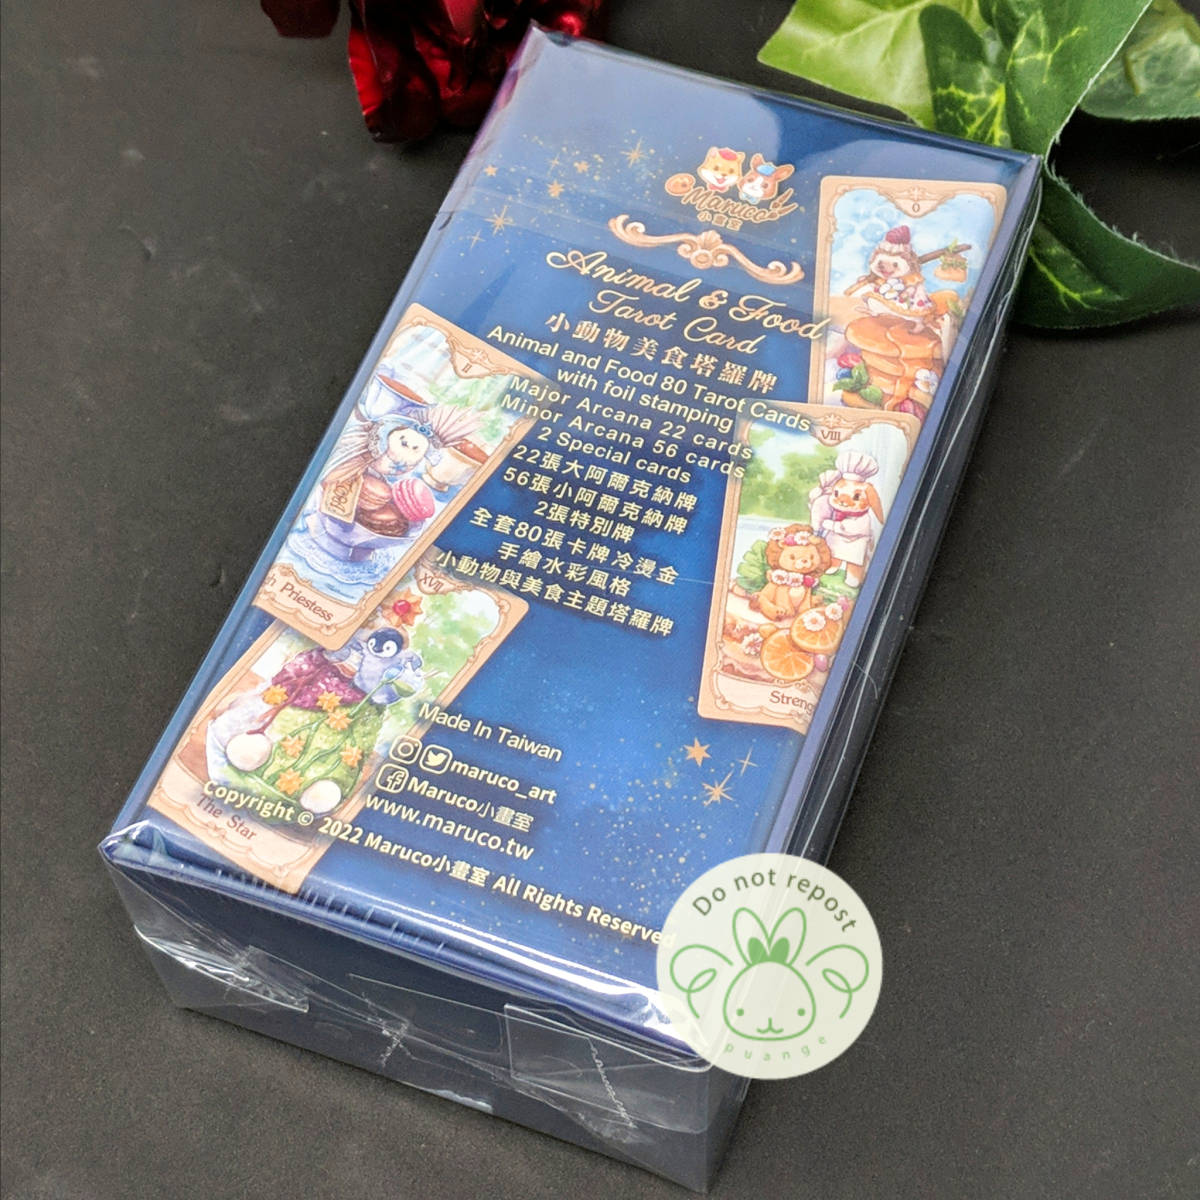 Maruco
小畫室
Animal & Food
Tarot Card
小動物美食塔羅牌
Animal and Food 80 Tarot Cards
with foil stamping
Major Arcana 22 cards
Minor Arcana 56 cards
2 Special cards
22張大阿爾克納牌
56張小阿爾克納牌
2張特別牌
全套80張卡牌冷燙金
手繪水彩風格
小動物與美食主題塔羅牌
0
II
h Priestess
VIII
Streng
XVII
The Star
Made In Taiwan
maruco_art
Maruco小畫室
www.maruco.tw
Copyright © 2022 Maruco小畫室 All Rights Reserved
Do not repost
puange